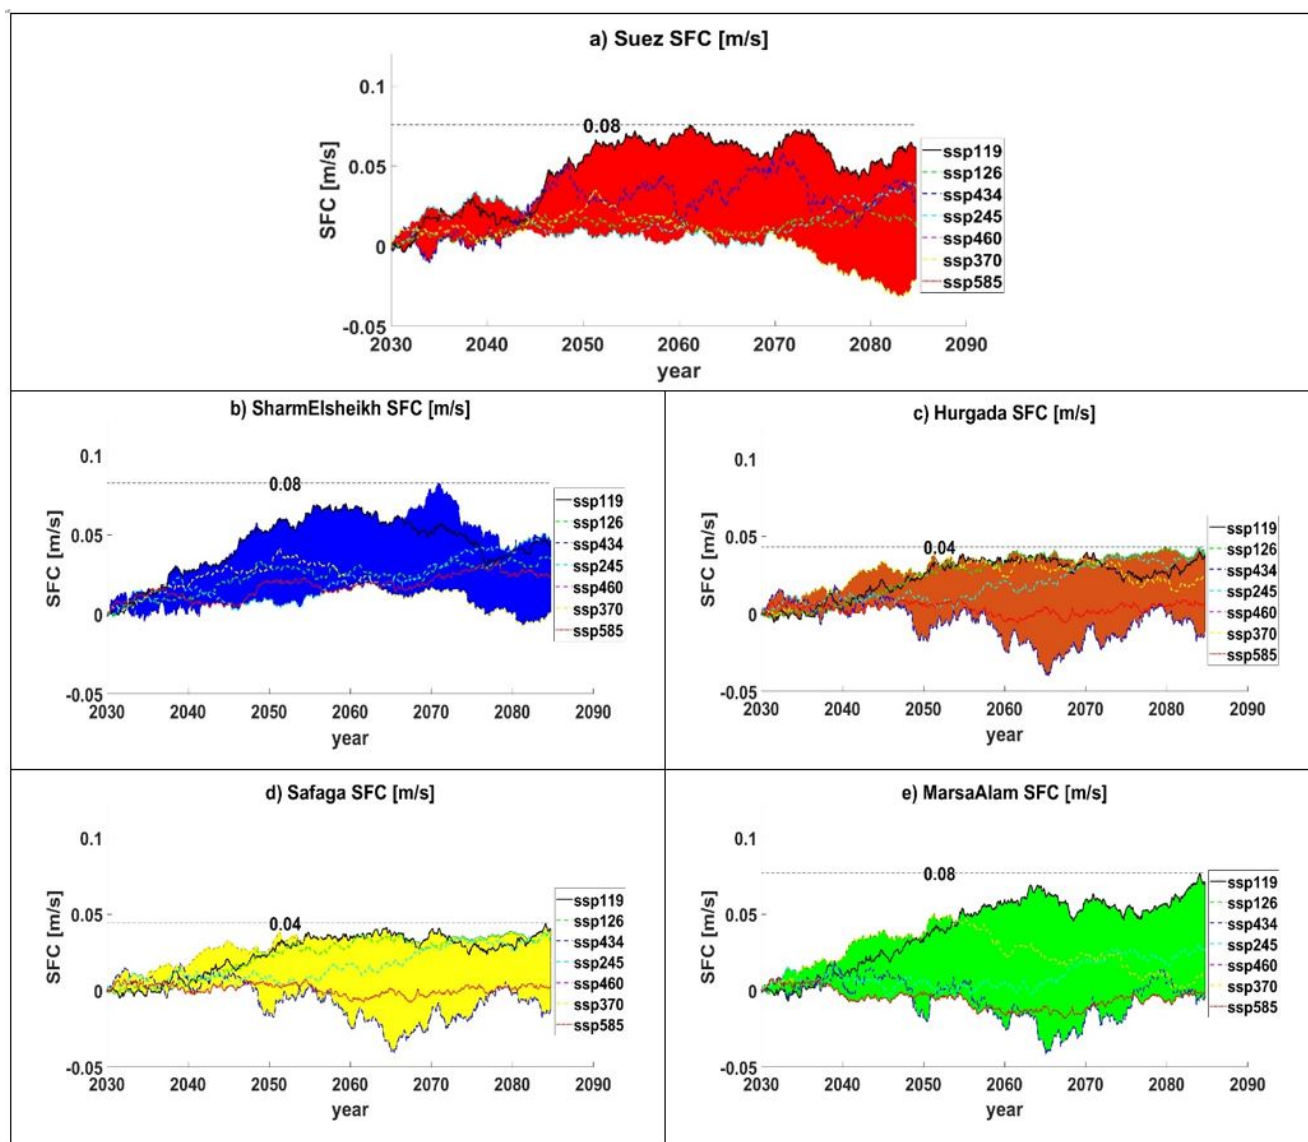 a) Suez SFC [m/s]
SFC [m/s]
0.1
0.05
0
-0.05
0.08
2030 2040 2050 2060 2070 2080 2090
year
ssp119
ssp126
ssp434
ssp245
ssp460
ssp370
ssp585
b) SharmElsheikh SFC [m/s]
SFC [m/s]
0.1
0.05
0
-0.05
0.08
2030 2040 2050 2060 2070 2080 2090
year
ssp119
ssp126
ssp434
ssp245
ssp460
ssp370
ssp585
c) Hurgada SFC [m/s]
SFC [m/s]
0.1
0.05
0
-0.05
0.04
2030 2040 2050 2060 2070 2080 2090
year
ssp119
ssp126
ssp434
ssp245
ssp460
ssp370
ssp585
d) Safaga SFC [m/s]
SFC [m/s]
0.1
0.05
0
-0.05
0.04
2030 2040 2050 2060 2070 2080 2090
year
ssp119
ssp126
ssp434
ssp245
ssp460
ssp370
ssp585
e) MarsaAlam SFC [m/s]
SFC [m/s]
0.1
0.05
0
-0.05
0.08
2030 2040 2050 2060 2070 2080 2090
year
ssp119
ssp126
ssp434
ssp245
ssp460
ssp370
ssp585